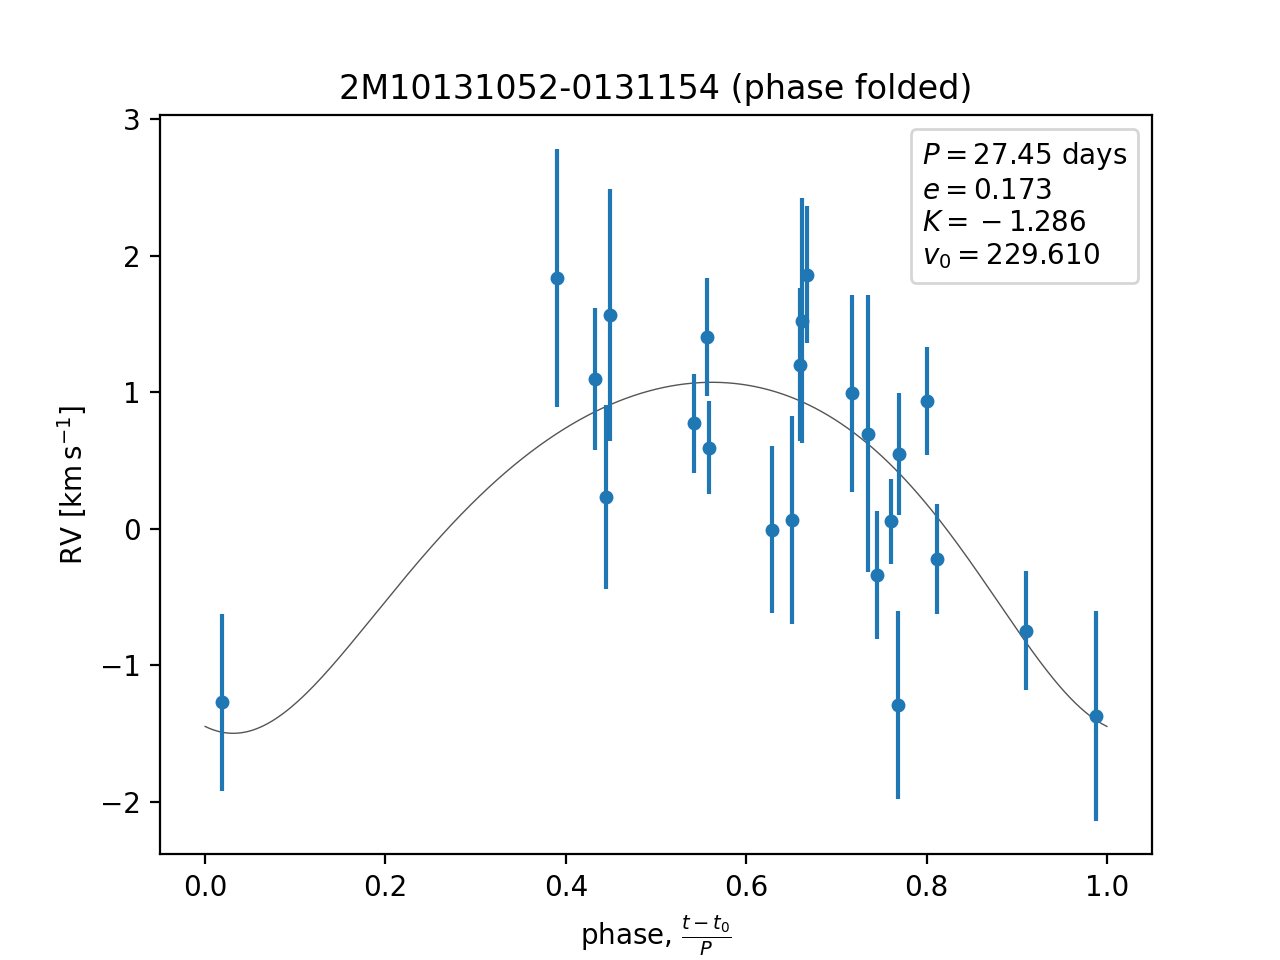 2M10131052-0131154 (phase folded)
P = 27.45 days
e = 0.173
K = −1.286
v₀ = 229.610
3
2
1
0
−1
−2
RV [km s⁻¹]
0.0 0.2 0.4 0.6 0.8 1.0
phase, (t − t₀)/P